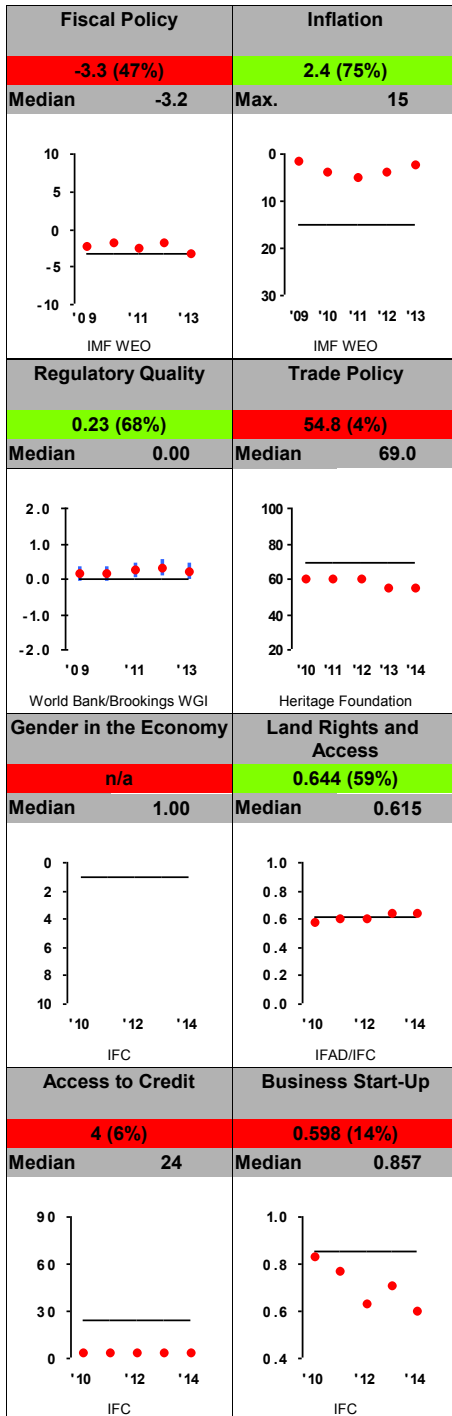 Fiscal Policy
-3.3 (47%)
Median -3.2
10
5
0
-5
-10
'09 '11 '13
IMF WEO
Inflation
2.4 (75%)
Max. 15
0
10
20
30
'09 '10 '11 '12 '13
IMF WEO
Regulatory Quality
0.23 (68%)
Median 0.00
2.0
1.0
0.0
-1.0
-2.0
'09 '11 '13
World Bank/Brookings WGI
Trade Policy
54.8 (4%)
Median 69.0
100
80
60
40
20
'10 '11 '12 '13 '14
Heritage Foundation
Gender in the Economy
n/a
Median 1.00
0
2
4
6
8
10
'10 '12 '14
IFC
Land Rights and
Access
0.644 (59%)
Median 0.615
1.0
0.8
0.6
0.4
0.2
0.0
'10 '12 '14
IFAD/IFC
Access to Credit
4 (6%)
Median 24
90
60
30
0
'10 '12 '14
IFC
Business Start-Up
0.598 (14%)
Median 0.857
1.0
0.8
0.6
0.4
'10 '12 '14
IFC